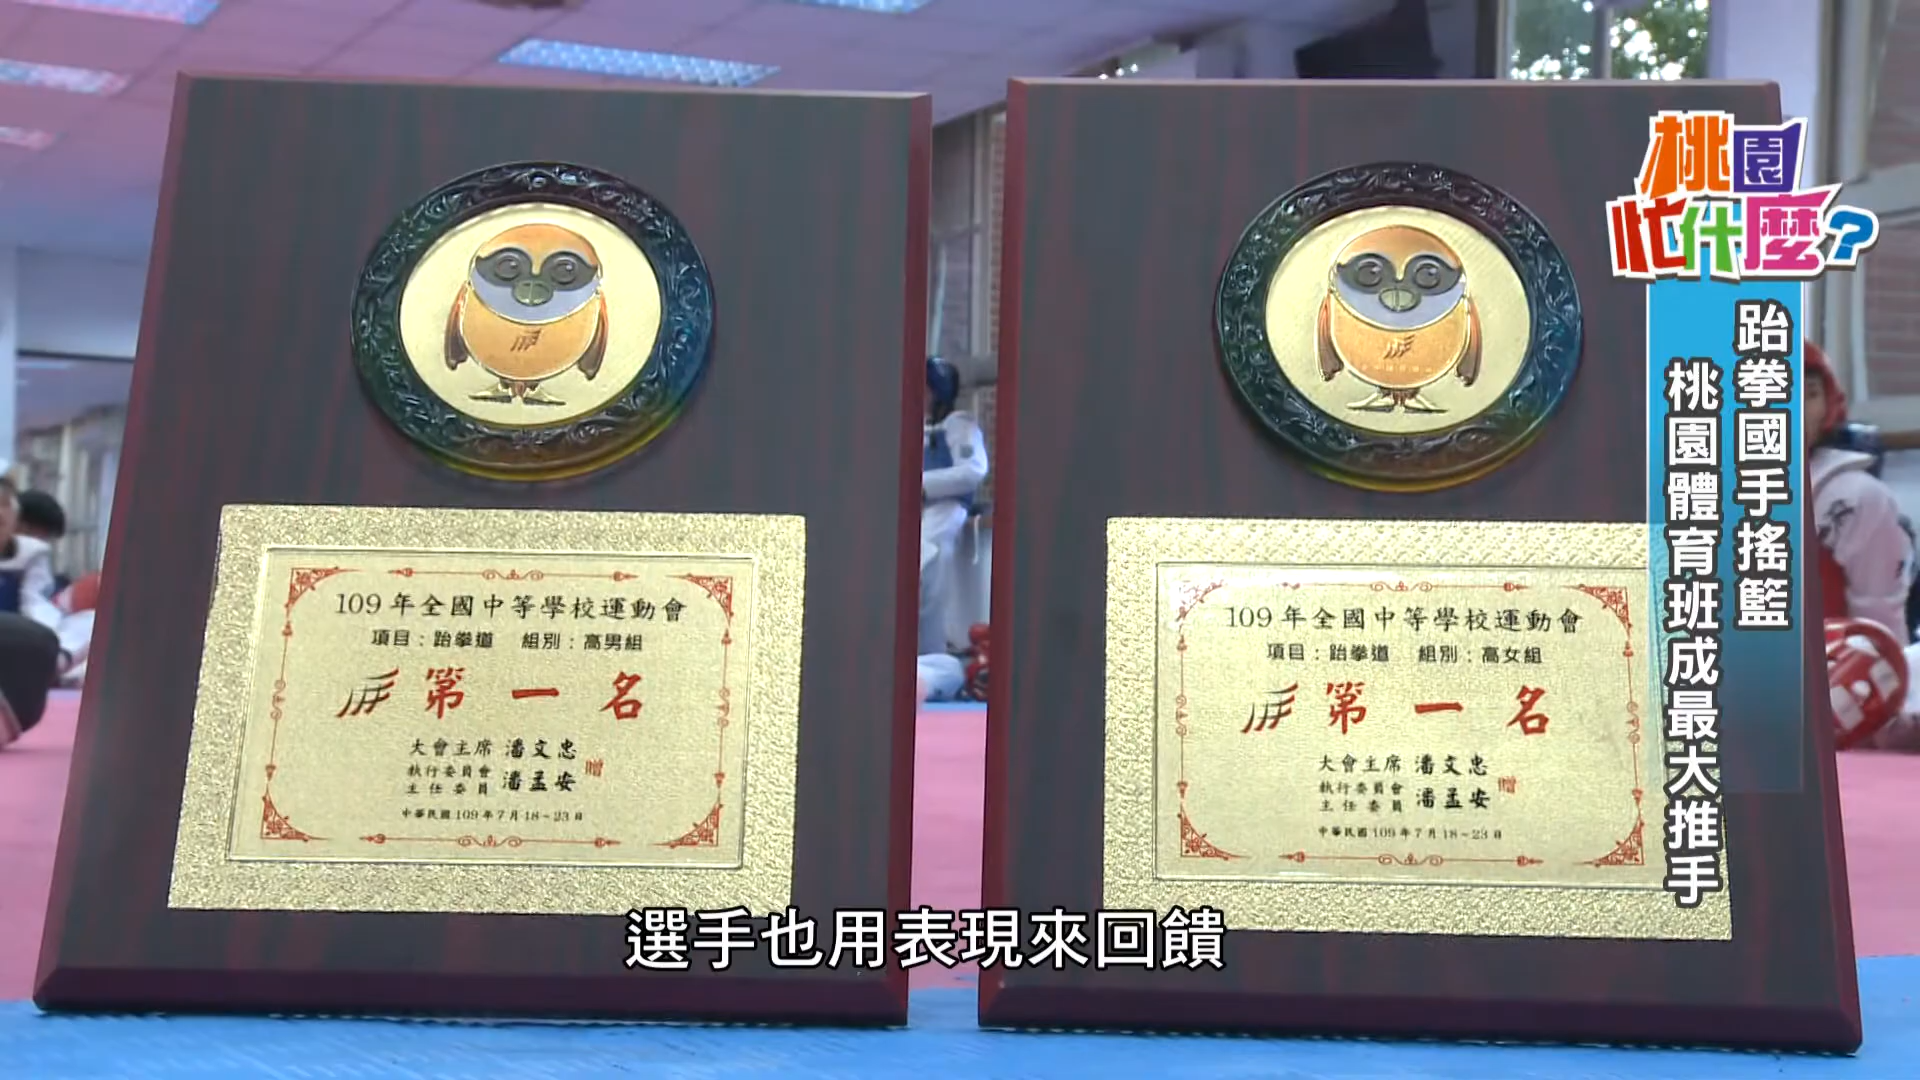 109年全國中等學校運動會
項目：跆拳道　組別：高男組
第一名
大會主席 潘文忠
執行委員會
主任委員 潘孟安 贈
中華民國109年7月18~23日
109年全國中等學校運動會
項目：跆拳道　組別：高女組
第一名
大會主席 潘文忠
執行委員會
主任委員 潘孟安 贈
中華民國109年7月18~23日
桃園
忙什麼?
跆拳國手搖籃
桃園體育班成最大推手
選手也用表現來回饋